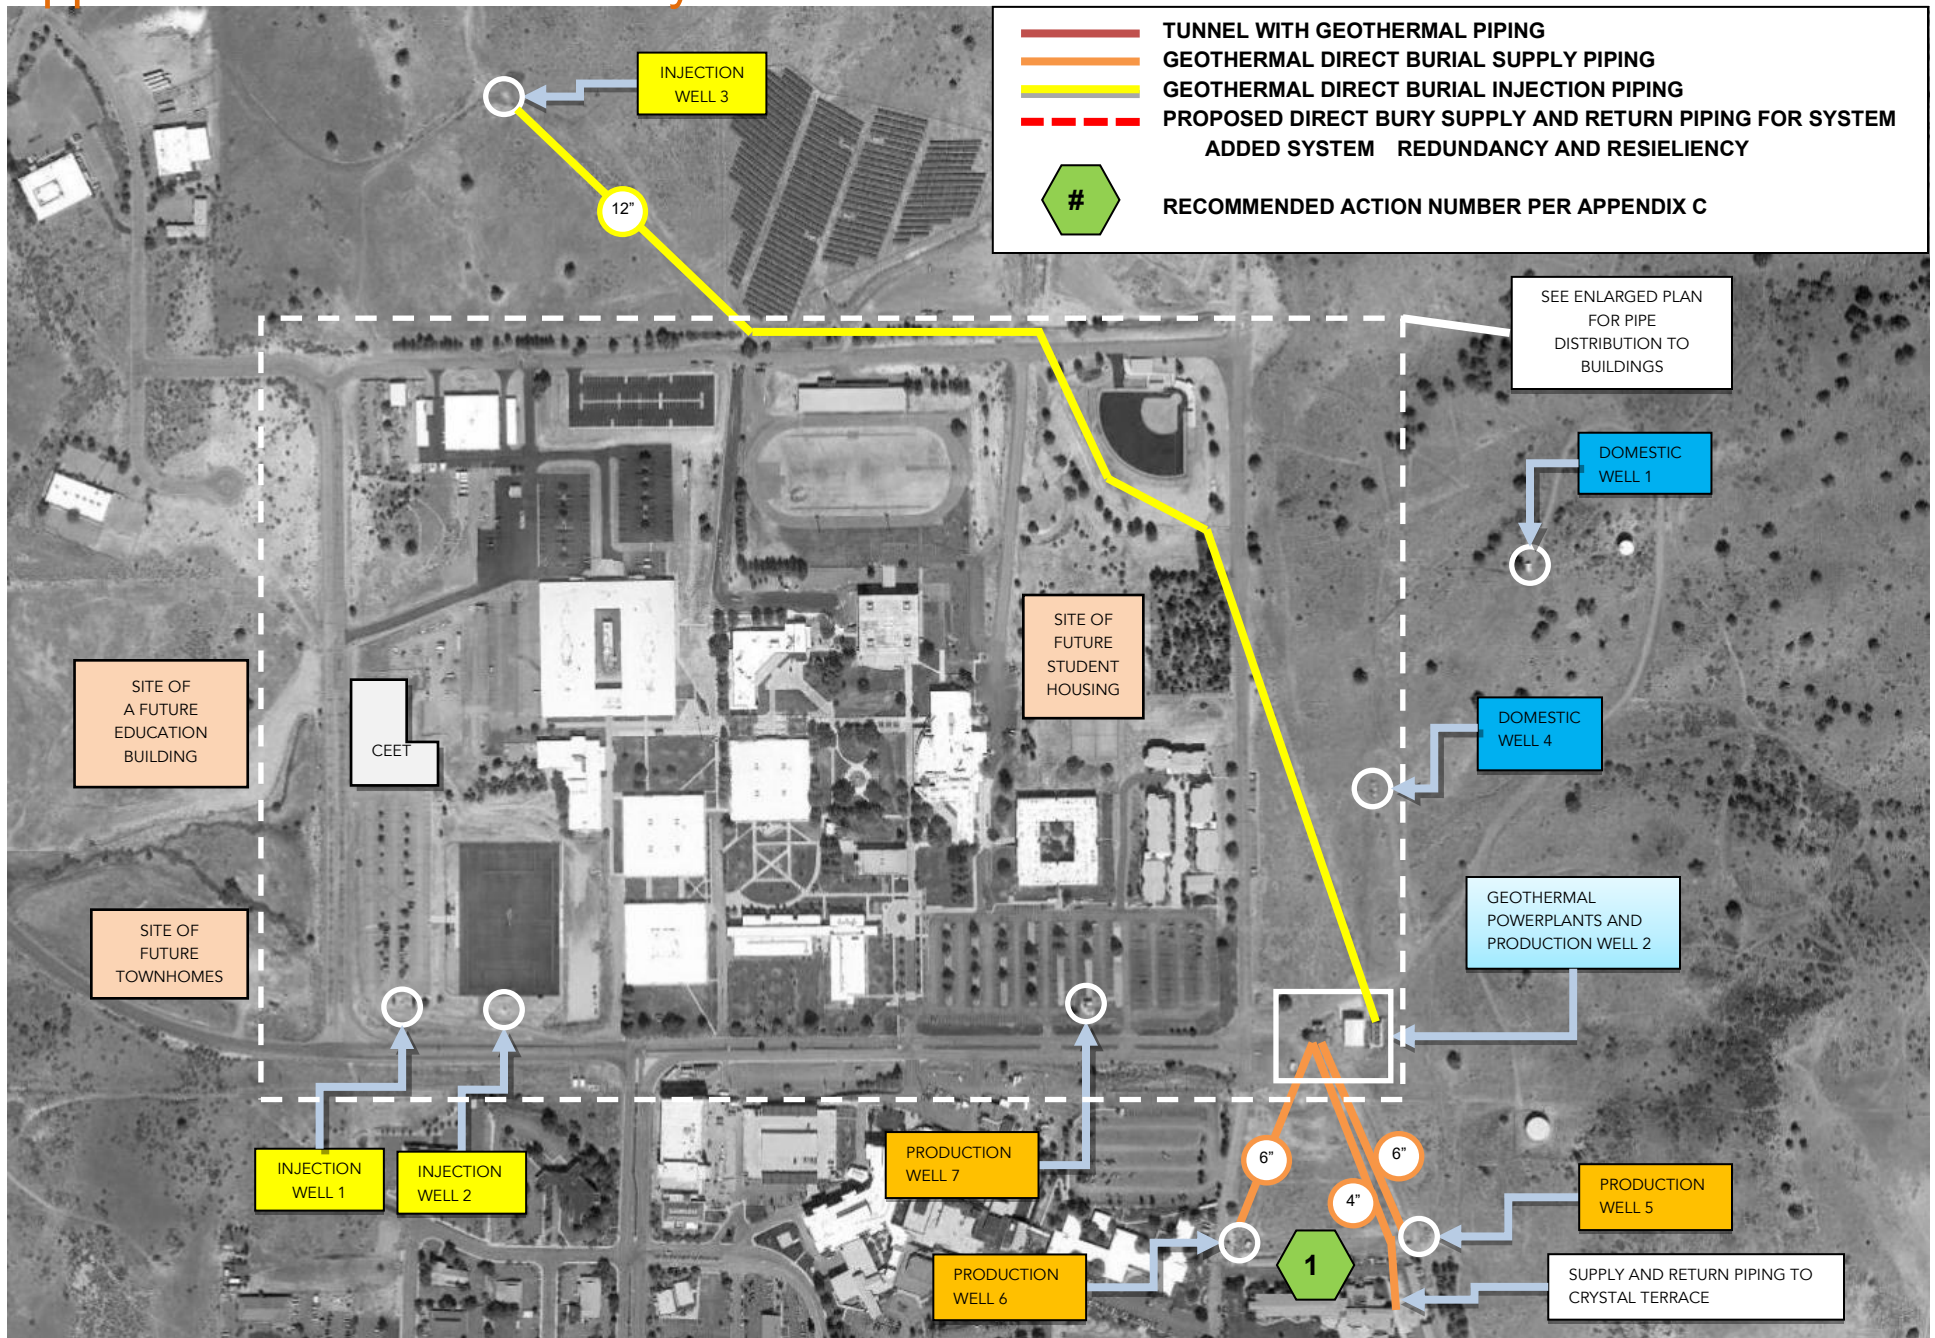 TUNNEL WITH GEOTHERMAL PIPING
GEOTHERMAL DIRECT BURIAL SUPPLY PIPING
GEOTHERMAL DIRECT BURIAL INJECTION PIPING
PROPOSED DIRECT BURY SUPPLY AND RETURN PIPING FOR SYSTEM
ADDED SYSTEM REDUNDANCY AND RESIELIENCY
#
RECOMMENDED ACTION NUMBER PER APPENDIX C
INJECTION
WELL 3
12”
SEE ENLARGED PLAN
FOR PIPE
DISTRIBUTION TO
BUILDINGS
DOMESTIC
WELL 1
SITE OF
FUTURE
STUDENT
HOUSING
SITE OF
A FUTURE
EDUCATION
BUILDING
CEET
DOMESTIC
WELL 4
GEOTHERMAL
POWERPLANTS AND
PRODUCTION WELL 2
SITE OF
FUTURE
TOWNHOMES
INJECTION
WELL 1
INJECTION
WELL 2
PRODUCTION
WELL 7
6”
6”
4”
PRODUCTION
WELL 5
1
PRODUCTION
WELL 6
SUPPLY AND RETURN PIPING TO
CRYSTAL TERRACE